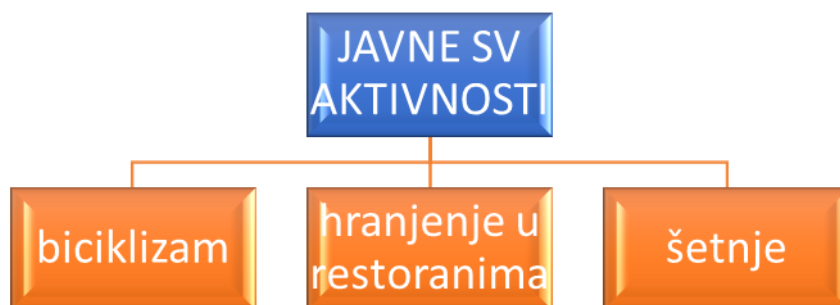 JAVNE SV
AKTIVNOSTI
biciklizam
hranjenje u
restoranima
šetnje